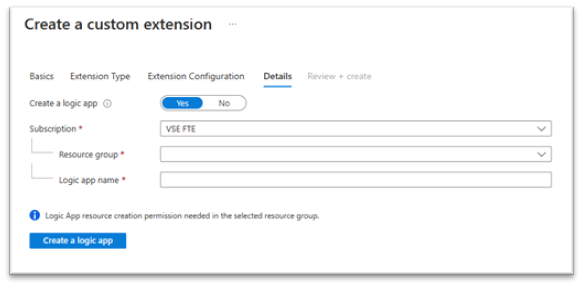 Create a custom extension ...
Basics Extension Type Extension Configuration Details Review + create
Create a logic app Yes No
Subscription * VSE FTE
Resource group *
Logic app name *
Logic App resource creation permission needed in the selected resource group.
Create a logic app